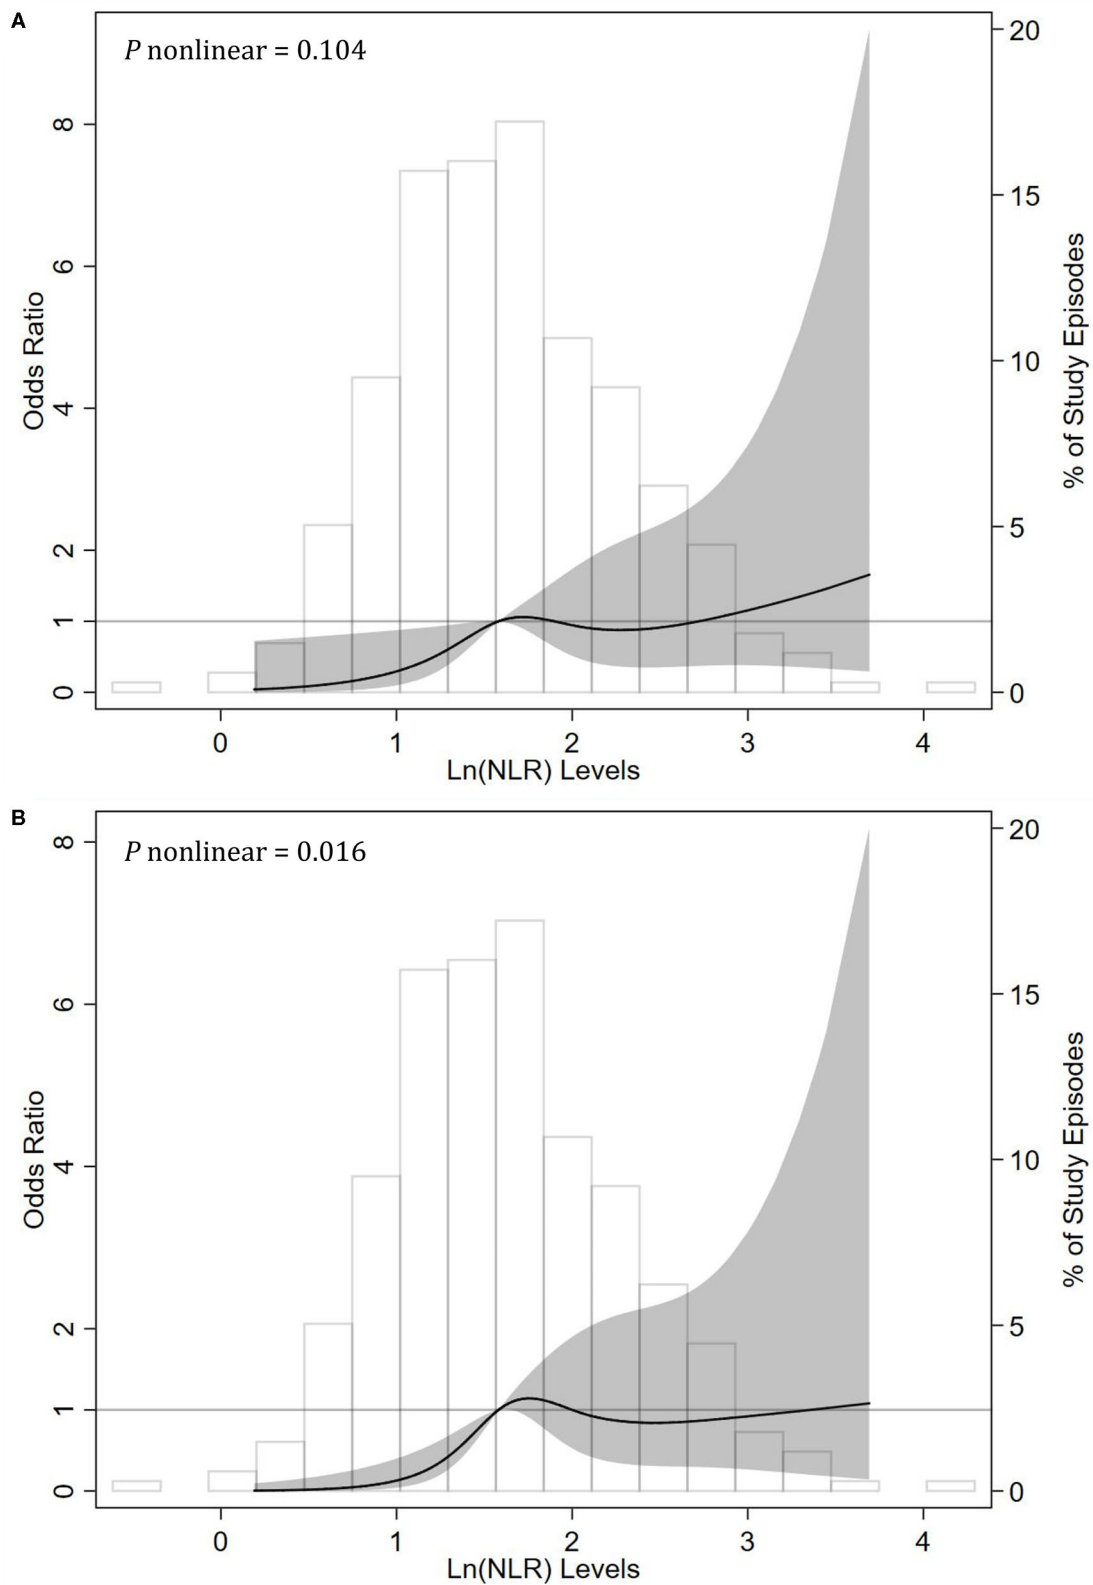 A
P nonlinear = 0.104
20
15
10
5
0
% of Study Episodes
8
6
4
2
1
0
Odds Ratio
0 1 2 3 4
Ln(NLR) Levels
B
P nonlinear = 0.016
20
15
10
5
0
% of Study Episodes
8
6
4
2
1
0
Odds Ratio
0 1 2 3 4
Ln(NLR) Levels